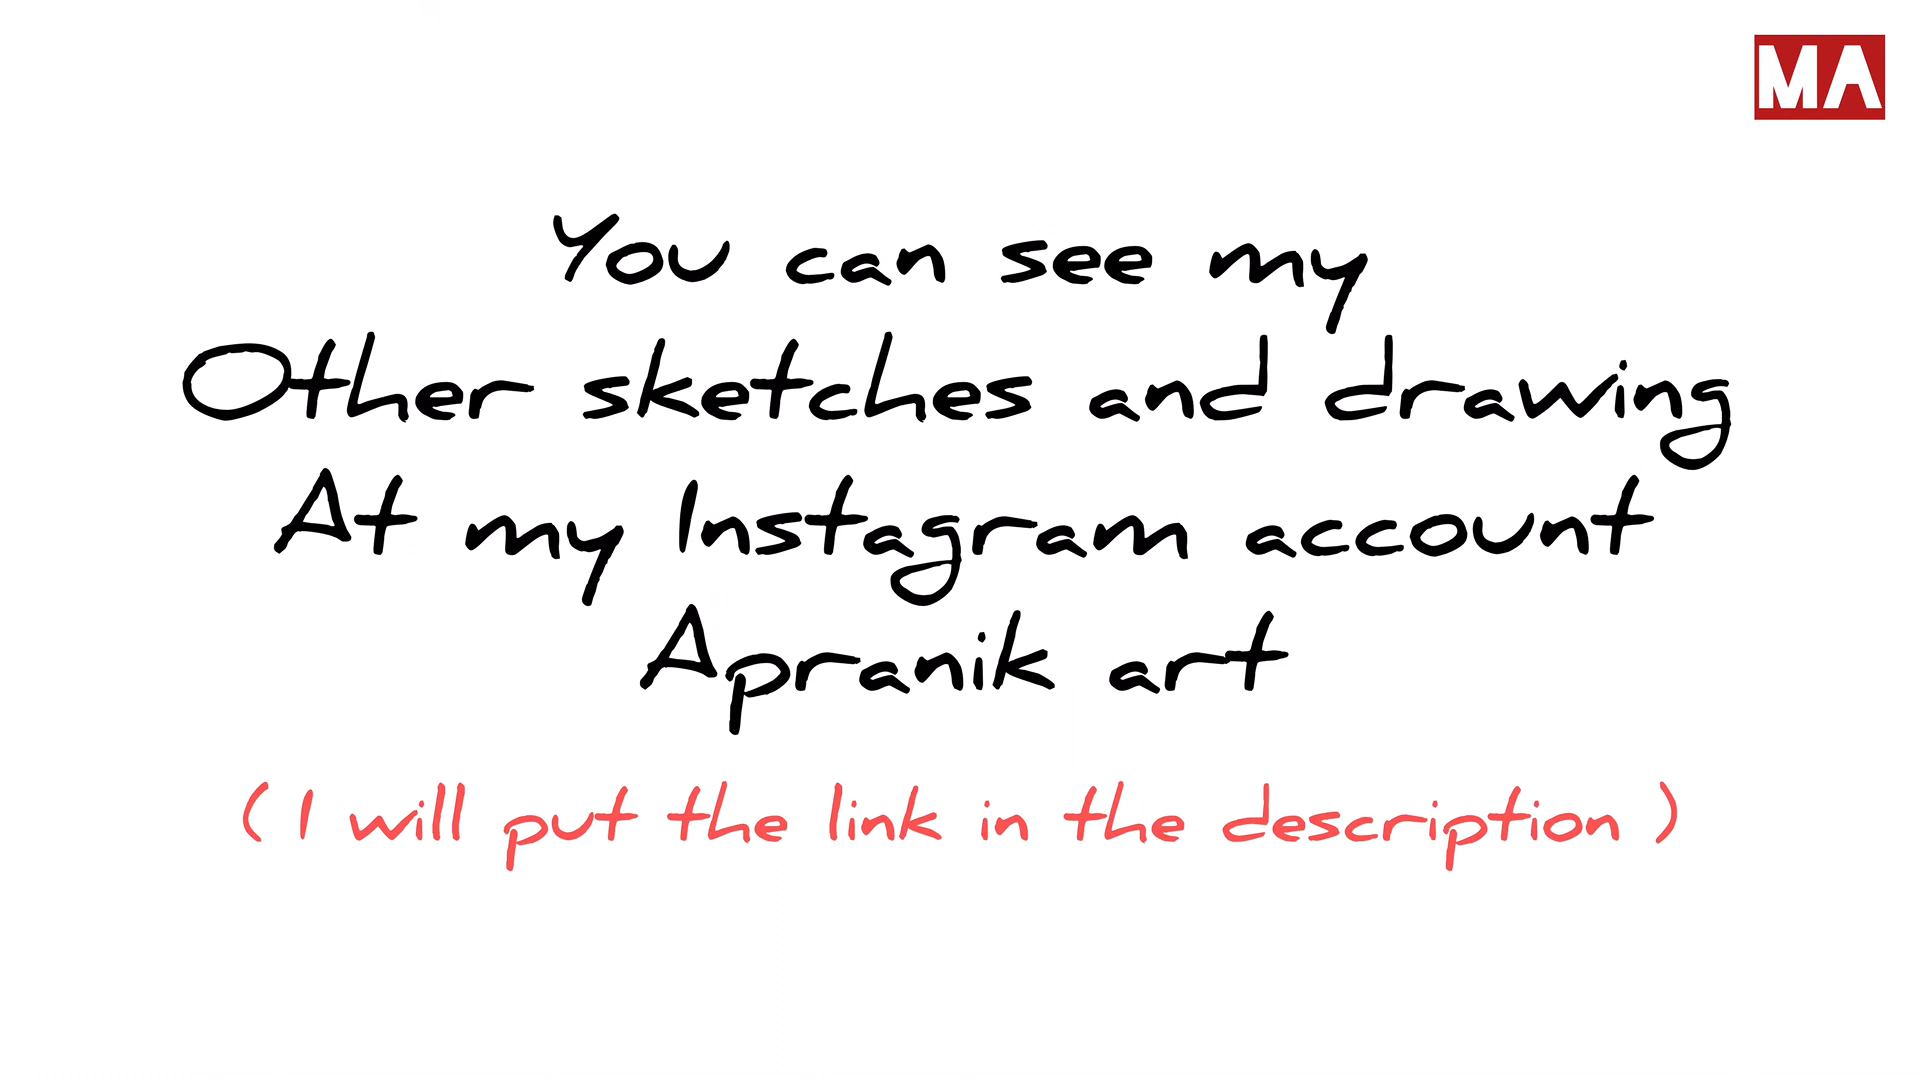 MA
You can see my
Other sketches and drawing
At my Instagram account
Apranik art
( I will put the link in the description )